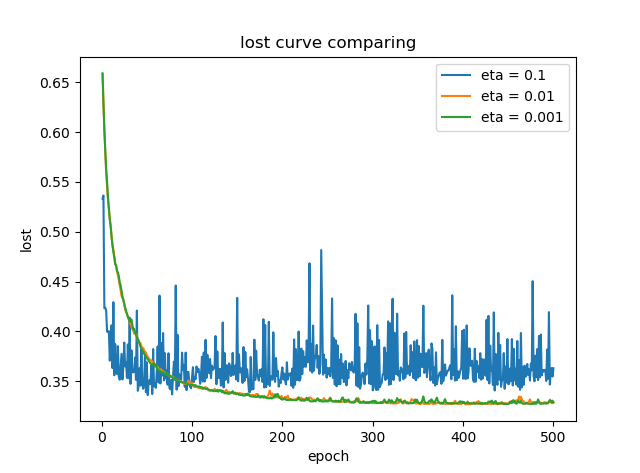 lost curve comparing
eta = 0.1
eta = 0.01
eta = 0.001
0.65
0.60
0.55
0.50
0.45
0.40
0.35
lost
0
100
200
300
400
500
epoch